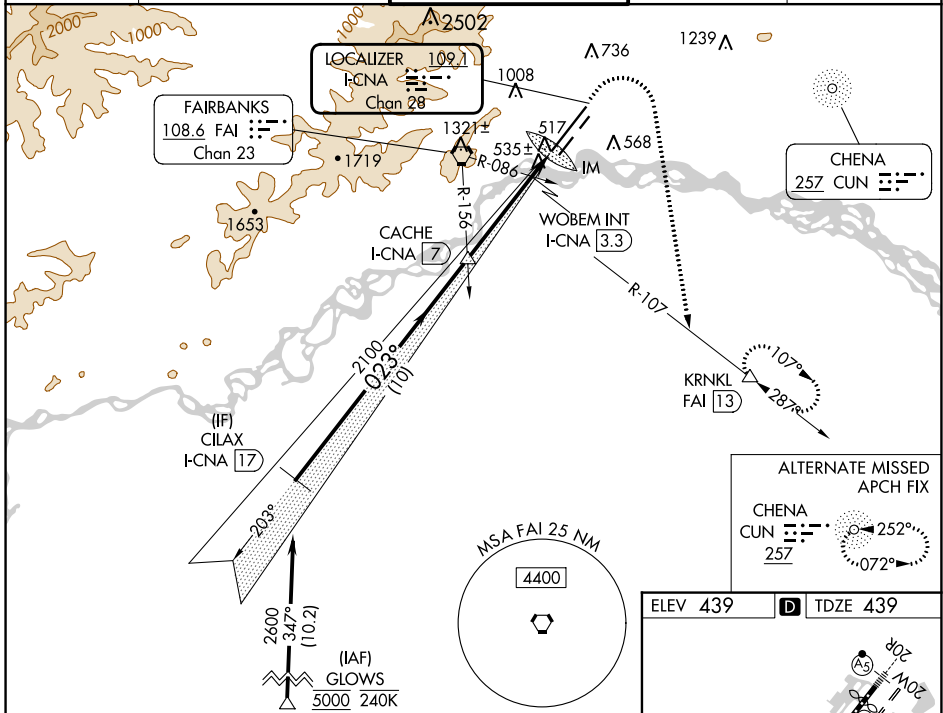 2000
1000
1000
2502
736
1239
LOCALIZER 109.1
I-CNA
Chan 28
1008
FAIRBANKS
108.6 FAI
Chan 23
1321±
517
535±
568
R-086
IM
1719
CHENA
257 CUN
R-156
1653
WOBEM INT
I-CNA 3.3
CACHE
I-CNA 7
R-107
2100
023°
(10)
107°
KRNKL
FAI 13
287°
(IF)
CILAX
I-CNA 17
203°
ALTERNATE MISSED
APCH FIX
CHENA
CUN
257
252°
072°
MSA FAI 25 NM
4400
ELEV 439 D TDZE 439
2600
347°
(10.2)
(IAF)
GLOWS
5000 240K
A5
20R
20W